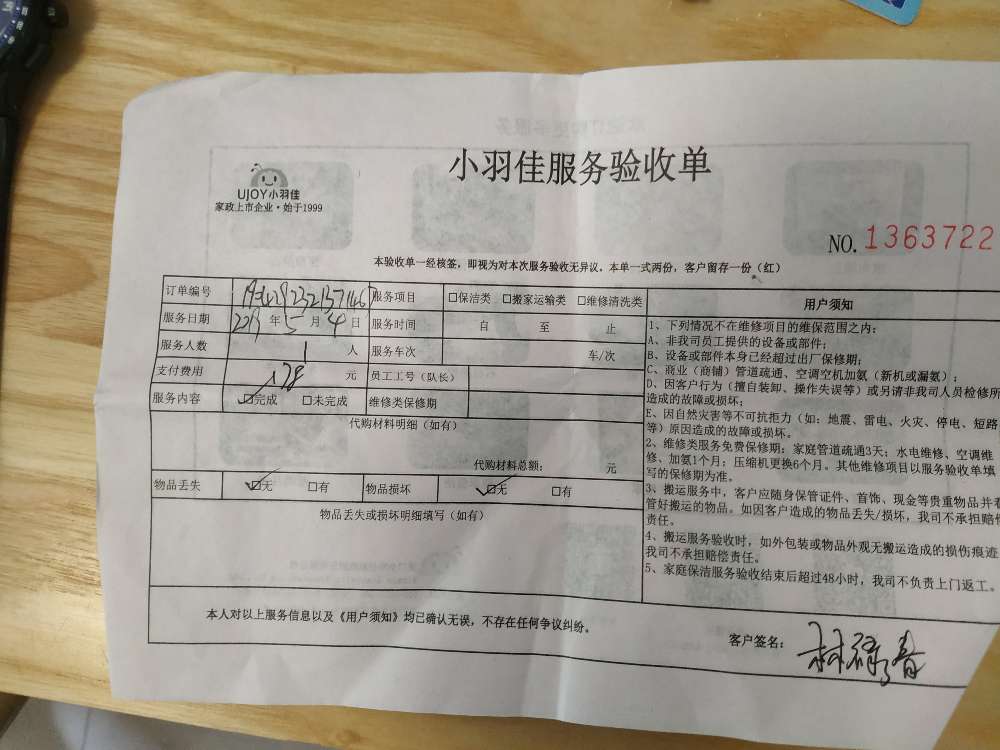 小羽佳服务验收单
UJOY小羽佳
家政上市企业·始于1999
NO. 1363722
本验收单一经核签，即视为对本次服务验收无异议。本单一式两份，客户留存一份（红）
订单编号 服务项目 □保洁类 □搬家运输类 □维修清洗类
服务日期 2019年5月4日 服务时间 自 至 止
服务人数 1 人 服务车次 车/次
支付费用 178 元 员工工号（队长）
服务内容 ☑完成 □未完成 维修类保修期
代购材料明细（如有）
代购材料总额： 元
物品丢失 ☑无 □有 物品损坏 ☑无 □有
物品丢失或损坏明细填写（如有）
用户须知
1、下列情况不在维修项目的维保范围之内：
A、非我司员工提供的设备或部件；
B、设备或部件本身已经超过出厂保修期；
C、商业（商铺）管道疏通、空调空机加氨（新机或漏氨）；
D、因客户行为（擅自装卸、操作失误等）或另请非我司人员检修所
造成的故障或损坏；
E、因自然灾害等不可抗拒力（如：地震、雷电、火灾、停电、短路
等）原因造成的故障或损坏。
2、维修类服务免费保修期：家庭管道疏通3天；水电维修、空调维
修、加氨1个月；压缩机更换6个月。其他维修项目以服务验收单填
写的保修期为准。
3、搬运服务中，客户应随身保管证件、首饰、现金等贵重物品并看
管好搬运的物品。如因客户造成的物品丢失/损坏，我司不承担赔偿
责任。
4、搬运服务验收时，如外包装或物品外观无搬运造成的损伤痕迹
我司不承担赔偿责任。
5、家庭保洁服务验收结束后超过48小时，我司不负责上门返工。
本人对以上服务信息以及《用户须知》均已确认无误，不存在任何争议纠纷。
客户签名：